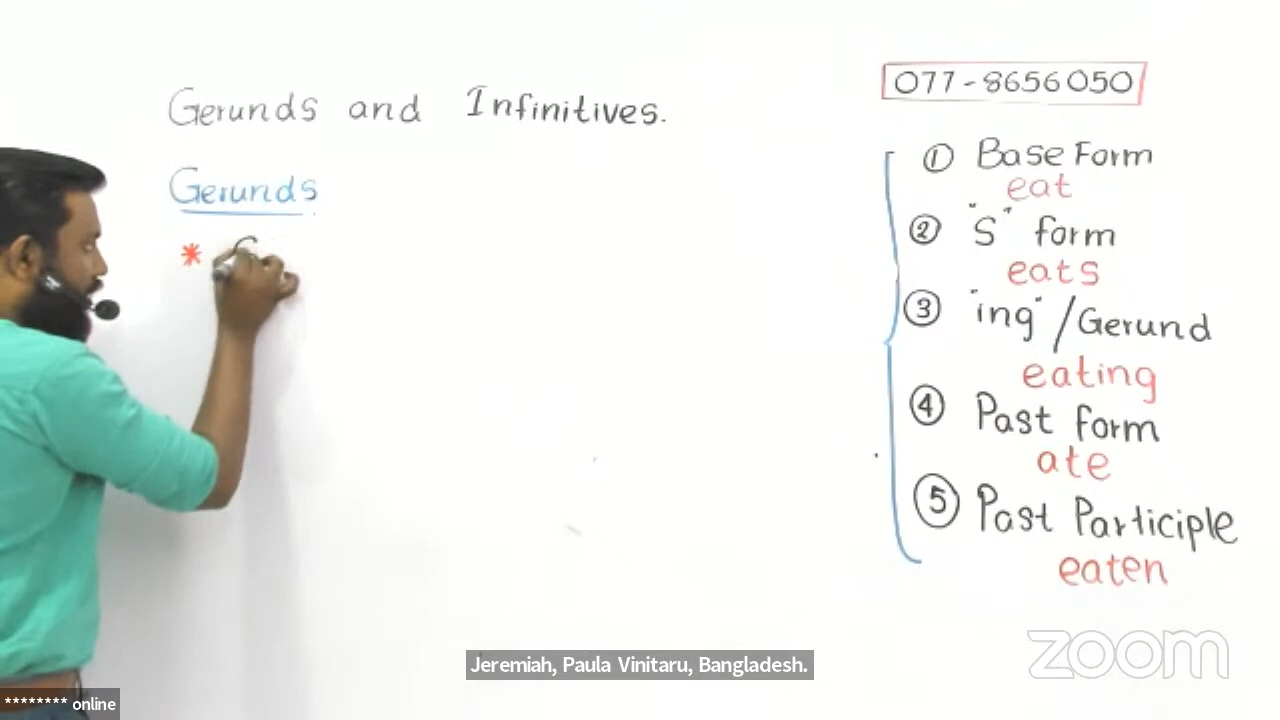 Gerunds and Infinitives.
Gerunds
*
077-8656050
① Base Form
eat
② "S" form
eats
③ "ing" / Gerund
eating
④ Past form
ate
⑤ Past Participle
eaten
zoom
Jeremiah, Paula Vinitaru, Bangladesh.
******** online